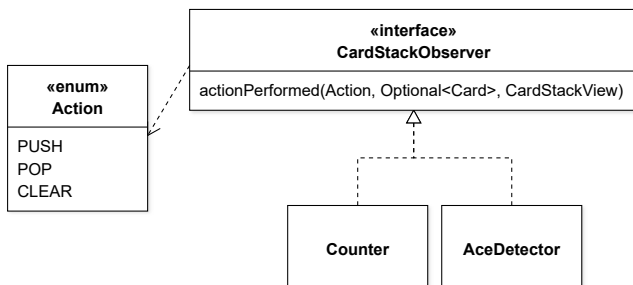 «interface»
CardStackObserver
actionPerformed(Action, Optional<Card>, CardStackView)
«enum»
Action
PUSH
POP
CLEAR
Counter
AceDetector